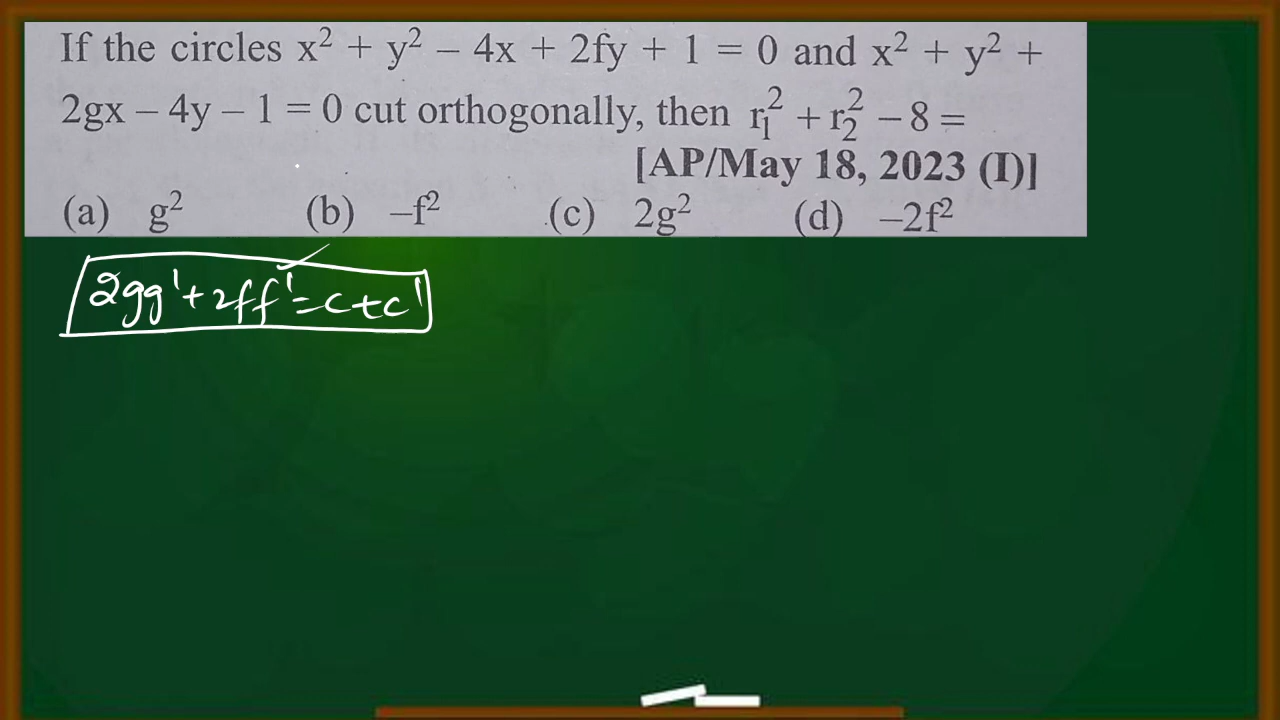 If the circles x² + y² – 4x + 2fy + 1 = 0 and x² + y² +
2gx – 4y – 1 = 0 cut orthogonally, then r₁² + r₂² – 8 =
[AP/May 18, 2023 (I)]
(a) g² (b) –f² (c) 2g² (d) –2f²
2gg' + 2ff' = c + c'